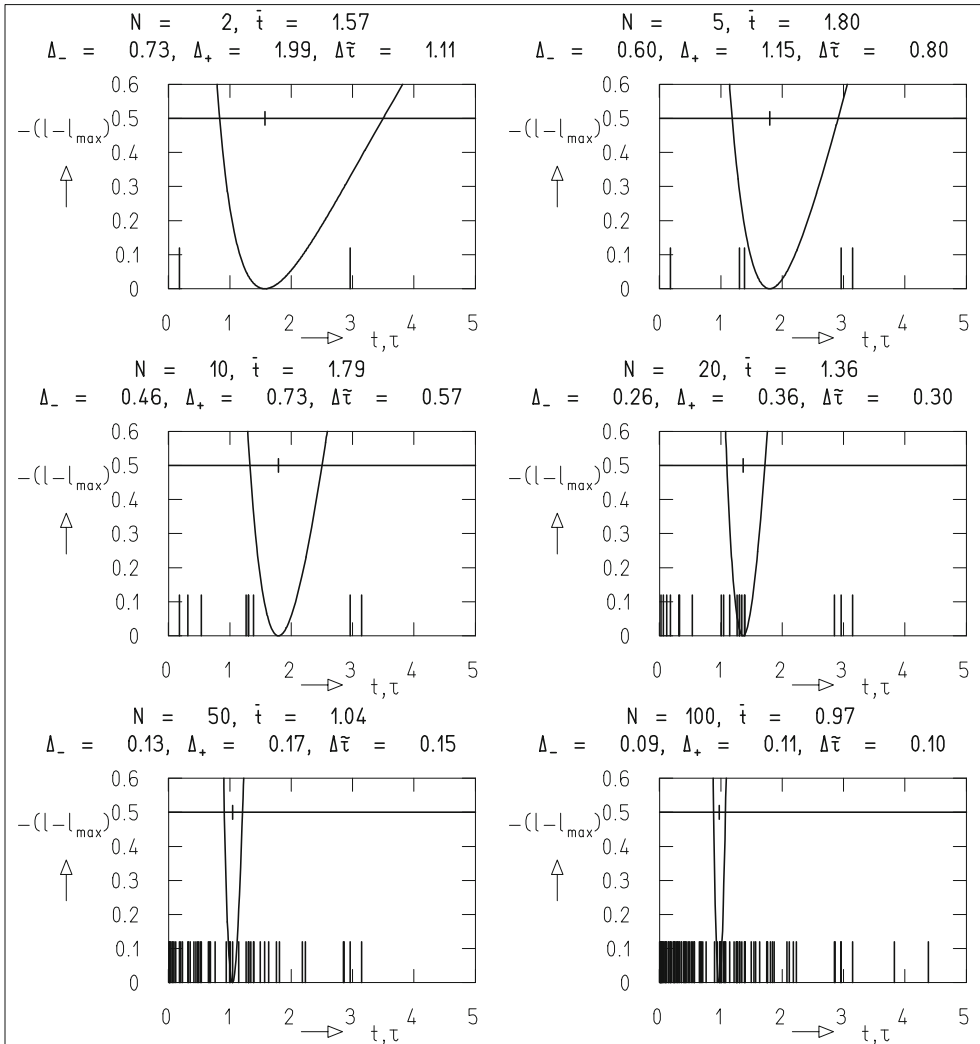 N = 2, t̄ = 1.57
Δ₋ = 0.73, Δ₊ = 1.99, Δτ̃ = 1.11
0.6
0.5
-(l-l_max)
0.4
0.3
0.2
0.1
0
0 1 2 3 4 5
t,τ
N = 5, t̄ = 1.80
Δ₋ = 0.60, Δ₊ = 1.15, Δτ̃ = 0.80
0.6
0.5
-(l-l_max)
0.4
0.3
0.2
0.1
0
0 1 2 3 4 5
t,τ
N = 10, t̄ = 1.79
Δ₋ = 0.46, Δ₊ = 0.73, Δτ̃ = 0.57
0.6
0.5
-(l-l_max)
0.4
0.3
0.2
0.1
0
0 1 2 3 4 5
t,τ
N = 20, t̄ = 1.36
Δ₋ = 0.26, Δ₊ = 0.36, Δτ̃ = 0.30
0.6
0.5
-(l-l_max)
0.4
0.3
0.2
0.1
0
0 1 2 3 4 5
t,τ
N = 50, t̄ = 1.04
Δ₋ = 0.13, Δ₊ = 0.17, Δτ̃ = 0.15
0.6
0.5
-(l-l_max)
0.4
0.3
0.2
0.1
0
0 1 2 3 4 5
t,τ
N = 100, t̄ = 0.97
Δ₋ = 0.09, Δ₊ = 0.11, Δτ̃ = 0.10
0.6
0.5
-(l-l_max)
0.4
0.3
0.2
0.1
0
0 1 2 3 4 5
t,τ